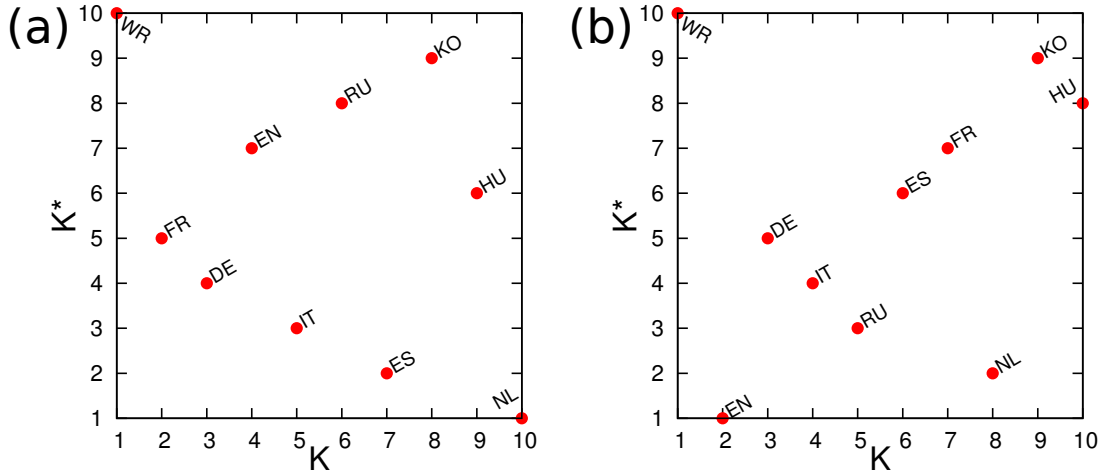 (a)
10
9
8
7
6
5
4
3
2
1
K*
WR
KO
RU
EN
HU
FR
DE
IT
ES
NL
1 2 3 4 5 6 7 8 9 10
K
(b)
10
9
8
7
6
5
4
3
2
1
K*
WR
KO
HU
FR
ES
DE
IT
RU
NL
EN
1 2 3 4 5 6 7 8 9 10
K